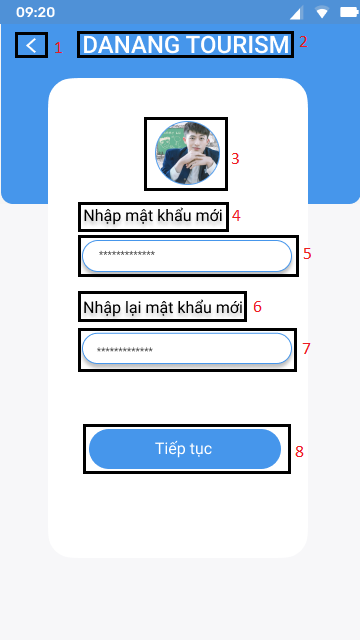 09:20
1
DANANG TOURISM 2
3
Nhập mật khẩu mới 4
************* 5
Nhập lại mật khẩu mới 6
************* 7
Tiếp tục 8